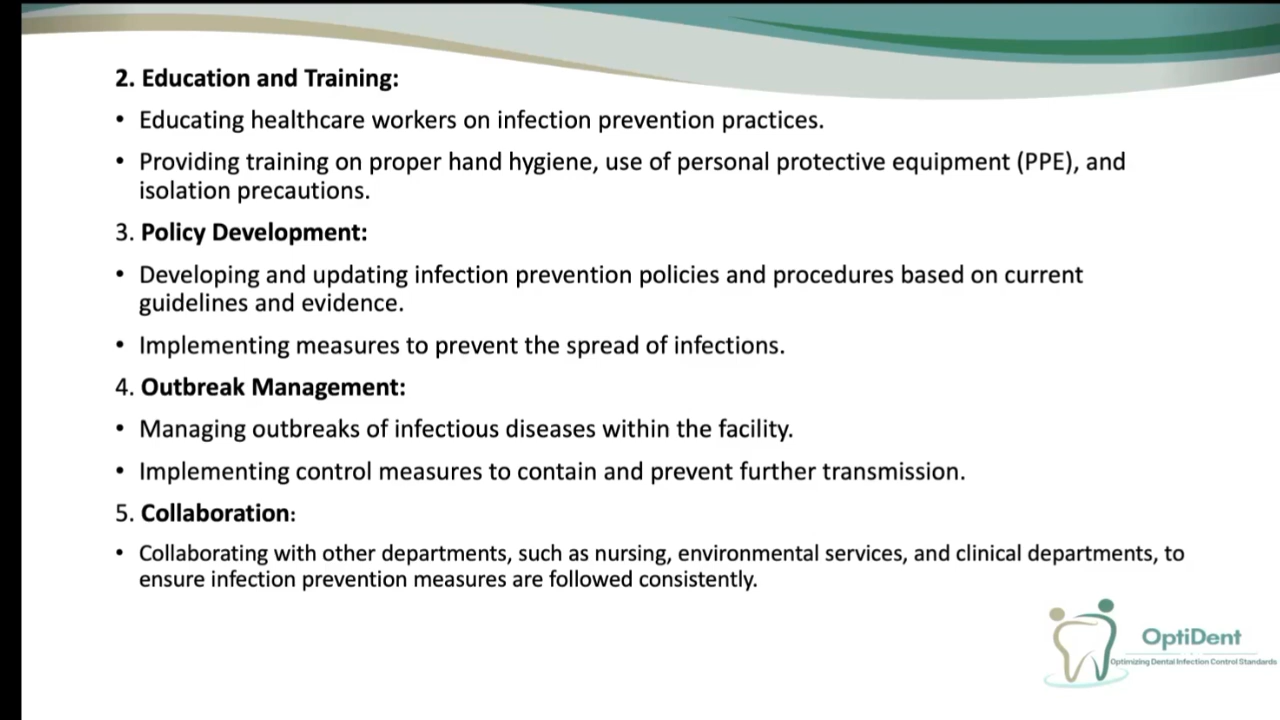 2. Education and Training:
• Educating healthcare workers on infection prevention practices.
• Providing training on proper hand hygiene, use of personal protective equipment (PPE), and
isolation precautions.
3. Policy Development:
• Developing and updating infection prevention policies and procedures based on current
guidelines and evidence.
• Implementing measures to prevent the spread of infections.
4. Outbreak Management:
• Managing outbreaks of infectious diseases within the facility.
• Implementing control measures to contain and prevent further transmission.
5. Collaboration:
• Collaborating with other departments, such as nursing, environmental services, and clinical departments, to
ensure infection prevention measures are followed consistently.
OptiDent
Optimizing Dental Infection Control Standards